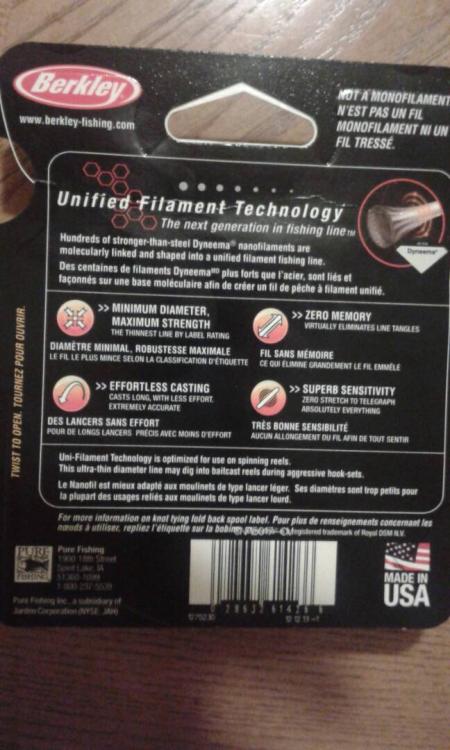 Berkley
www.berkley-fishing.com
NOT A MONOFILAMENT
N'EST PAS UN FIL
MONOFILAMENT NI UN
FIL TRESSÉ.
Unified Filament Technology
The next generation in fishing line™
Hundreds of stronger-than-steel Dyneema® nanofilaments are
molecularly linked and shaped into a unified filament fishing line.
Des centaines de filaments Dyneemaᴹᴰ plus forts que l'acier, sont liés et
façonnés sur une base moléculaire afin de créer un fil de pêche à filament unifié.
Dyneema®
>> MINIMUM DIAMETER,
MAXIMUM STRENGTH
THE THINNEST LINE BY LABEL RATING
DIAMÈTRE MINIMAL, ROBUSTESSE MAXIMALE
LE FIL LE PLUS MINCE SELON LA CLASSIFICATION D'ÉTIQUETTE
>> ZERO MEMORY
VIRTUALLY ELIMINATES LINE TANGLES
FIL SANS MÉMOIRE
CE QUI ÉLIMINE GRANDEMENT LE FIL EMMÊLÉ
>> EFFORTLESS CASTING
CASTS LONG, WITH LESS EFFORT.
EXTREMELY ACCURATE
DES LANCERS SANS EFFORT
POUR DE LONGS LANCERS PRÉCIS AVEC MOINS D'EFFORT
>> SUPERB SENSITIVITY
ZERO STRETCH TO TELEGRAPH
ABSOLUTELY EVERYTHING
TRÈS BONNE SENSIBILITÉ
AUCUN ALLONGEMENT DU FIL AFIN DE TOUT SENTIR
TWIST TO OPEN. TOURNEZ POUR OUVRIR.
Uni-Filament Technology is optimized for use on spinning reels.
This ultra-thin diameter line may dig into baitcast reels during aggressive hook-sets.
Le Nanofil est mieux adapté aux moulinets de type lancer léger. Ses diamètres sont trop petits pour
la plupart des usages reliés aux moulinets de type lancer lourd.
For more information on knot tying fold back spool label. Pour plus de renseignements concernant les
nœuds à utiliser, repliez l'étiquette sur la registered trademark of Royal DSM N.V.
PURE
FISHING
Pure Fishing
1900 18th Street
Spirit Lake, IA
51360-1099
1-800-237-5539
Pure Fishing Inc., a subsidiary of
Jarden Corporation (NYSE: JAH)
0 28632 61426 6
MADE IN
USA